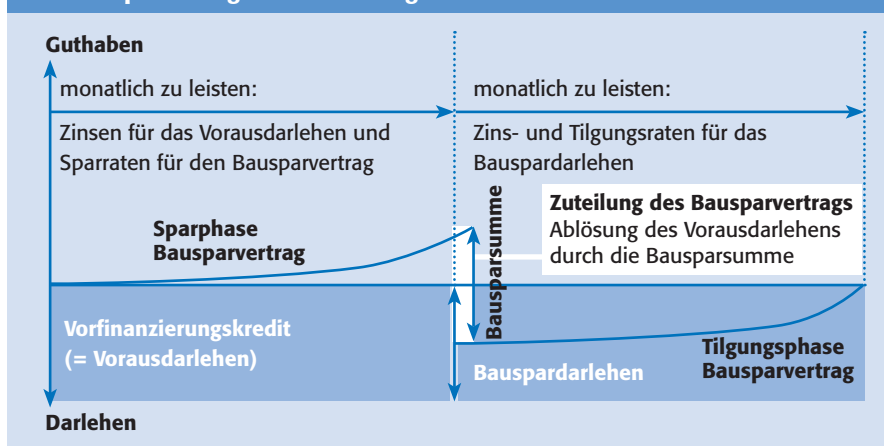 Guthaben
monatlich zu leisten:
Zinsen für das Vorausdarlehen und
Sparraten für den Bausparvertrag
monatlich zu leisten:
Zins- und Tilgungsraten für das
Bauspardarlehen
Sparphase
Bausparvertrag
Bausparsumme
Zuteilung des Bausparvertrags
Ablösung des Vorausdarlehens
durch die Bausparsumme
Vorfinanzierungskredit
(= Vorausdarlehen)
Bauspardarlehen
Tilgungsphase
Bausparvertrag
Darlehen